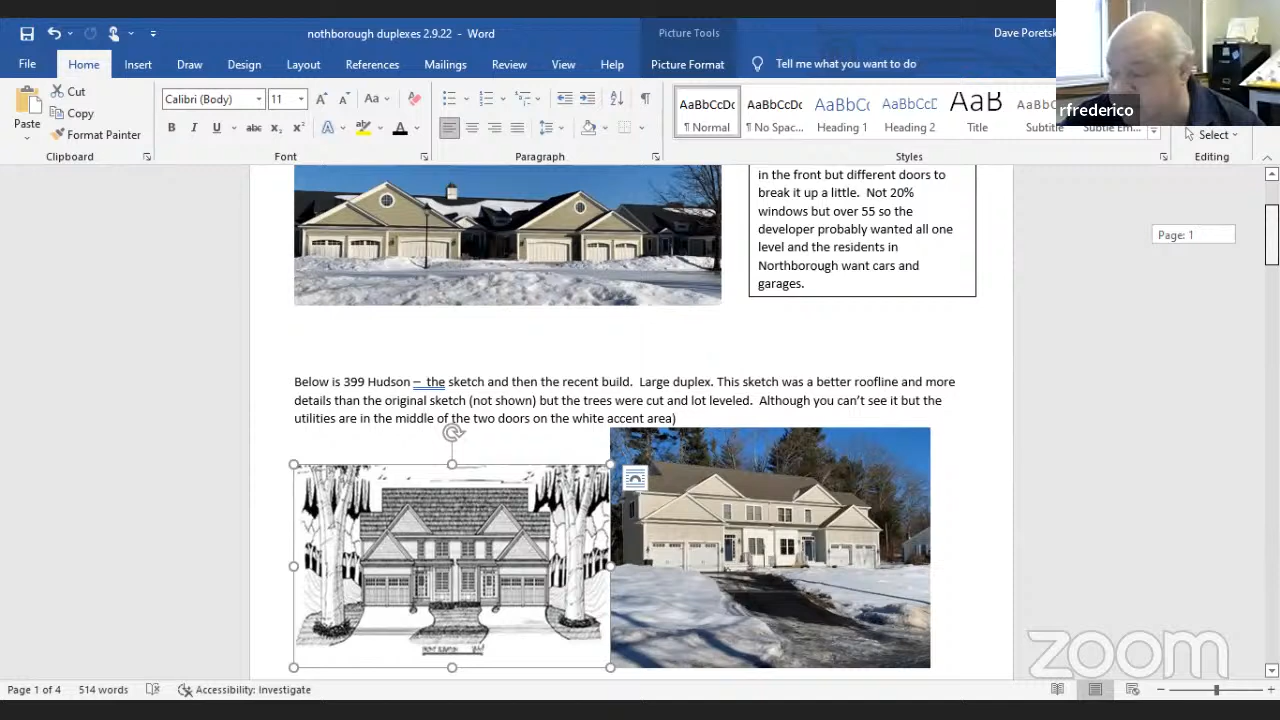 nothborough duplexes 2.9.22 - Word
Picture Tools
Dave Poretsk
File
Home
Insert
Draw
Design
Layout
References
Mailings
Review
View
Help
Picture Format
Tell me what you want to do
rfrederico
Paste
Cut
Copy
Format Painter
Clipboard
Calibri (Body)
11
Font
Paragraph
AaBbCcDc
¶ Normal
AaBbCcDc
¶ No Spac...
AaBbCc
Heading 1
AaBbCcD
Heading 2
AaB
Title
AaBbCcD
Subtitle
Subtle Em...
Styles
Select
Editing
in the front but different doors to
break it up a little. Not 20%
windows but over 55 so the
developer probably wanted all one
level and the residents in
Northborough want cars and
garages.
Page: 1
Below is 399 Hudson – the sketch and then the recent build. Large duplex. This sketch was a better roofline and more
details than the original sketch (not shown) but the trees were cut and lot leveled. Although you can't see it but the
utilities are in the middle of the two doors on the white accent area)
zoom
Page 1 of 4
514 words
Accessibility: Investigate